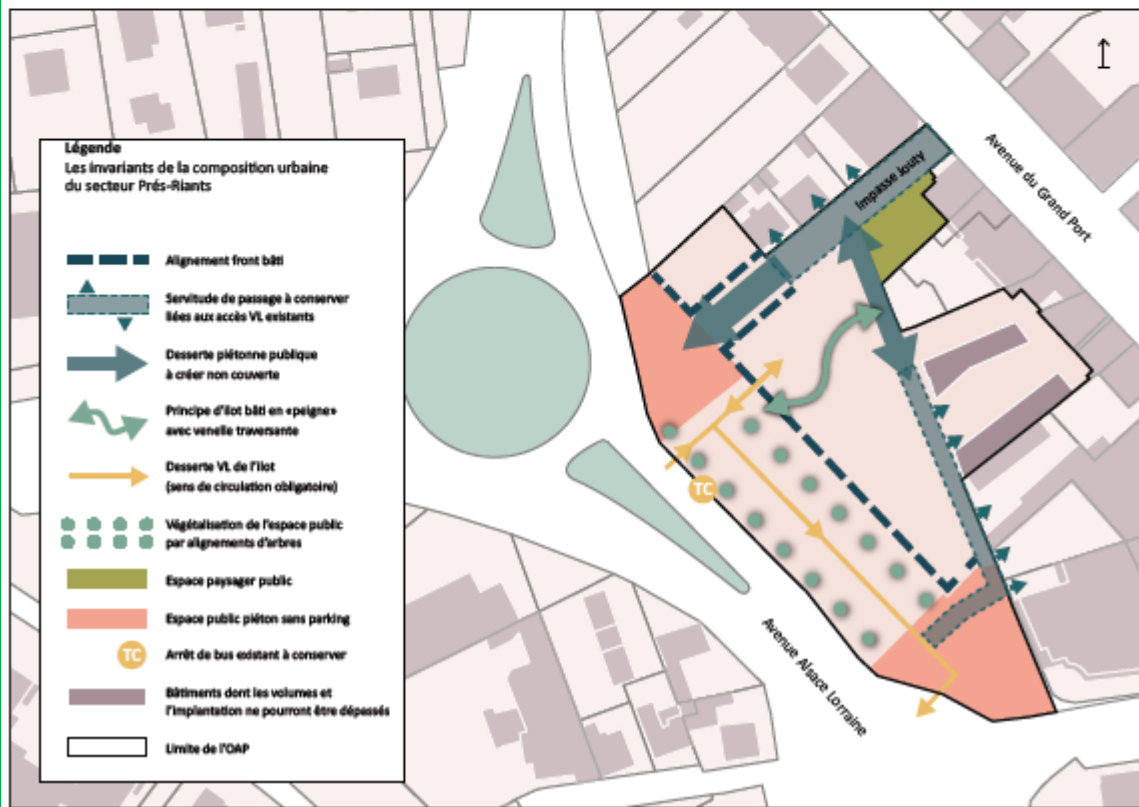 Légende
Les invariants de la composition urbaine
du secteur Prés-Riants
Alignement front bâti
Servitude de passage à conserver
liées aux accès VL existants
Desserte piétonne publique
à créer non couverte
Principe d'îlot bâti en «peigne»
avec venelle traversante
Desserte VL de l'îlot
(sens de circulation obligatoire)
Végétalisation de l'espace public
par alignements d'arbres
Espace paysager public
Espace public piéton sans parking
TC
Arrêt de bus existant à conserver
Bâtiments dont les volumes et
l'implantation ne pourront être dépassés
Limite de l'OAP
Impasse Jouty
Avenue du Grand Port
TC
Avenue Alsace Lorraine